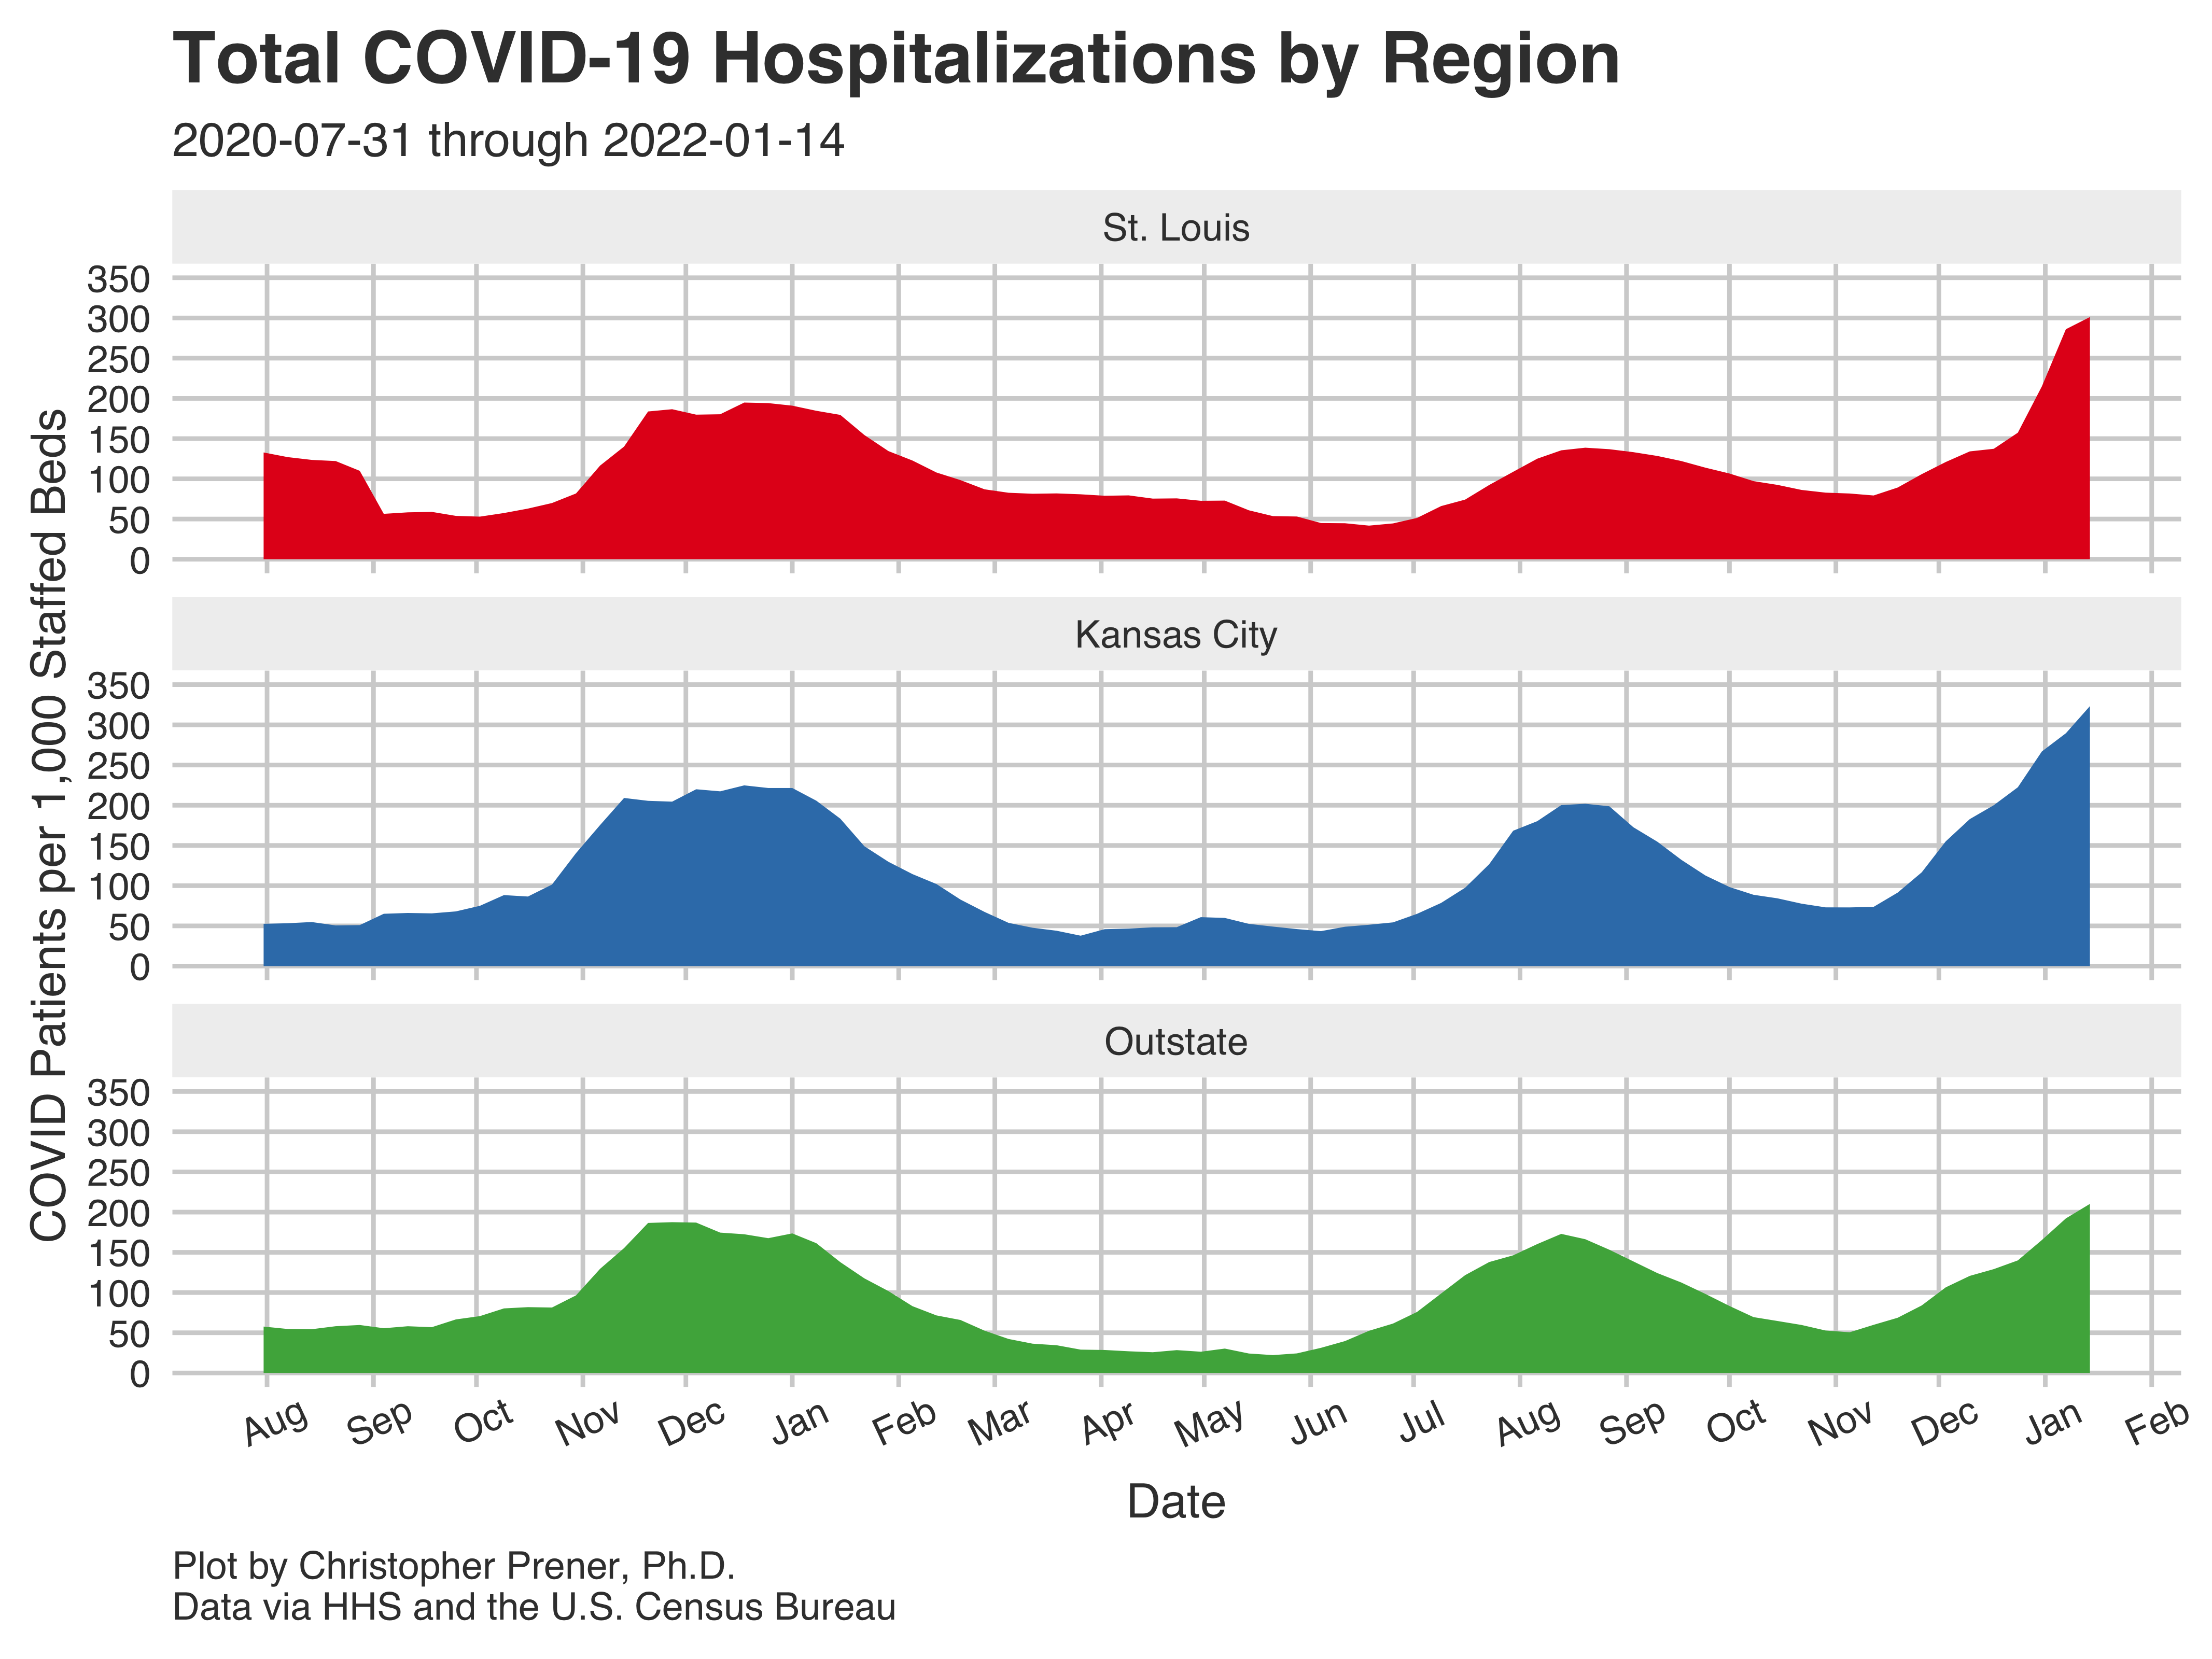 Total COVID-19 Hospitalizations by Region
2020-07-31 through 2022-01-14
COVID Patients per 1,000 Staffed Beds
St. Louis
350
300
250
200
150
100
50
0
Kansas City
350
300
250
200
150
100
50
0
Outstate
350
300
250
200
150
100
50
0
Aug Sep Oct Nov Dec Jan Feb Mar Apr May Jun Jul Aug Sep Oct Nov Dec Jan Feb
Date
Plot by Christopher Prener, Ph.D.
Data via HHS and the U.S. Census Bureau